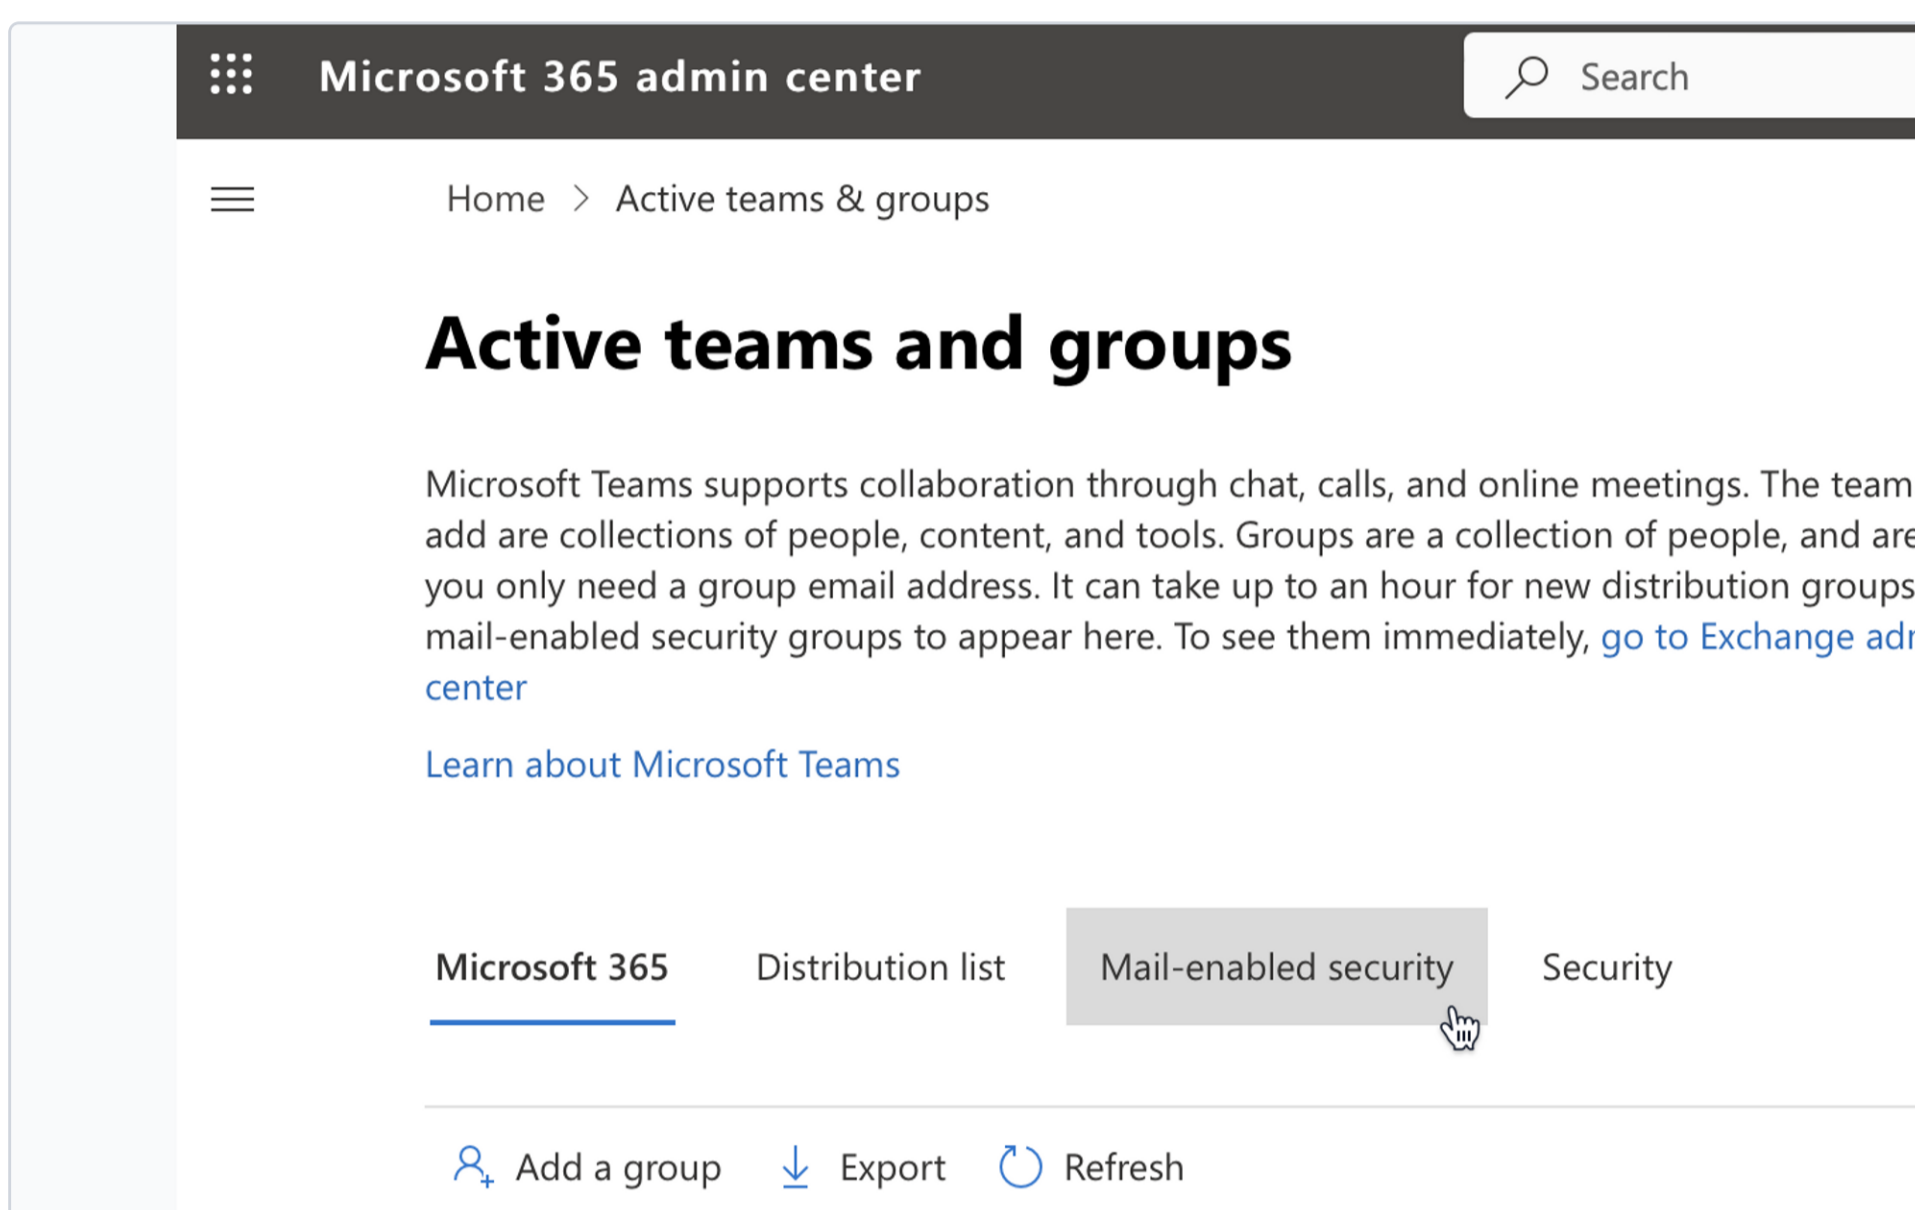 Microsoft 365 admin center
Search
Home > Active teams & groups
Active teams and groups
Microsoft Teams supports collaboration through chat, calls, and online meetings. The team
add are collections of people, content, and tools. Groups are a collection of people, and are
you only need a group email address. It can take up to an hour for new distribution groups
mail-enabled security groups to appear here. To see them immediately, go to Exchange
center
Learn about Microsoft Teams
Microsoft 365 Distribution list Mail-enabled security Security
Add a group Export Refresh